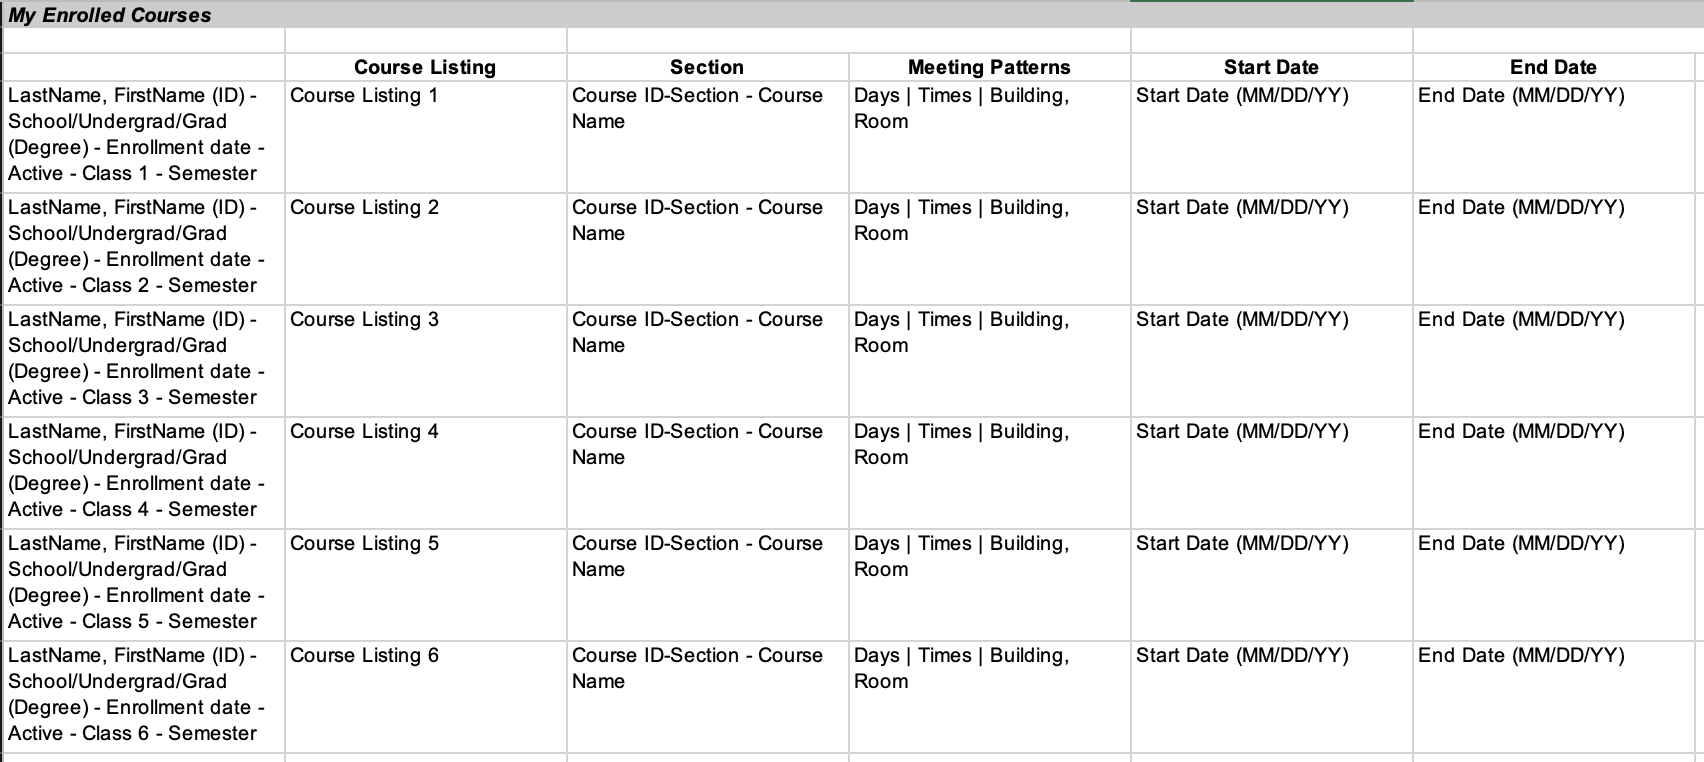 My Enrolled Courses
Course Listing Section Meeting Patterns Start Date End Date
LastName, FirstName (ID) - Course Listing 1 Course ID-Section - Course Days | Times | Building, Start Date (MM/DD/YY) End Date (MM/DD/YY)
School/Undergrad/Grad Name Room
(Degree) - Enrollment date -
Active - Class 1 - Semester
LastName, FirstName (ID) - Course Listing 2 Course ID-Section - Course Days | Times | Building, Start Date (MM/DD/YY) End Date (MM/DD/YY)
School/Undergrad/Grad Name Room
(Degree) - Enrollment date -
Active - Class 2 - Semester
LastName, FirstName (ID) - Course Listing 3 Course ID-Section - Course Days | Times | Building, Start Date (MM/DD/YY) End Date (MM/DD/YY)
School/Undergrad/Grad Name Room
(Degree) - Enrollment date -
Active - Class 3 - Semester
LastName, FirstName (ID) - Course Listing 4 Course ID-Section - Course Days | Times | Building, Start Date (MM/DD/YY) End Date (MM/DD/YY)
School/Undergrad/Grad Name Room
(Degree) - Enrollment date -
Active - Class 4 - Semester
LastName, FirstName (ID) - Course Listing 5 Course ID-Section - Course Days | Times | Building, Start Date (MM/DD/YY) End Date (MM/DD/YY)
School/Undergrad/Grad Name Room
(Degree) - Enrollment date -
Active - Class 5 - Semester
LastName, FirstName (ID) - Course Listing 6 Course ID-Section - Course Days | Times | Building, Start Date (MM/DD/YY) End Date (MM/DD/YY)
School/Undergrad/Grad Name Room
(Degree) - Enrollment date -
Active - Class 6 - Semester